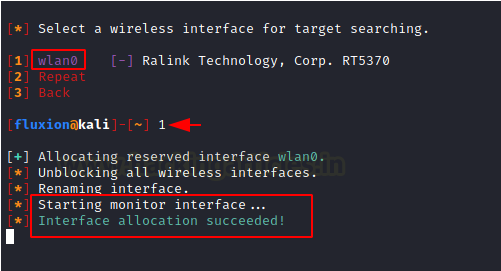 [*] Select a wireless interface for target searching.
[1] wlan0 [-] Ralink Technology, Corp. RT5370
[2] Repeat
[3] Back
[fluxion@kali]-[~] 1
[+] Allocating reserved interface wlan0.
[*] Unblocking all wireless interfaces.
[*] Renaming interface.
[*] Starting monitor interface...
[*] Interface allocation succeeded!